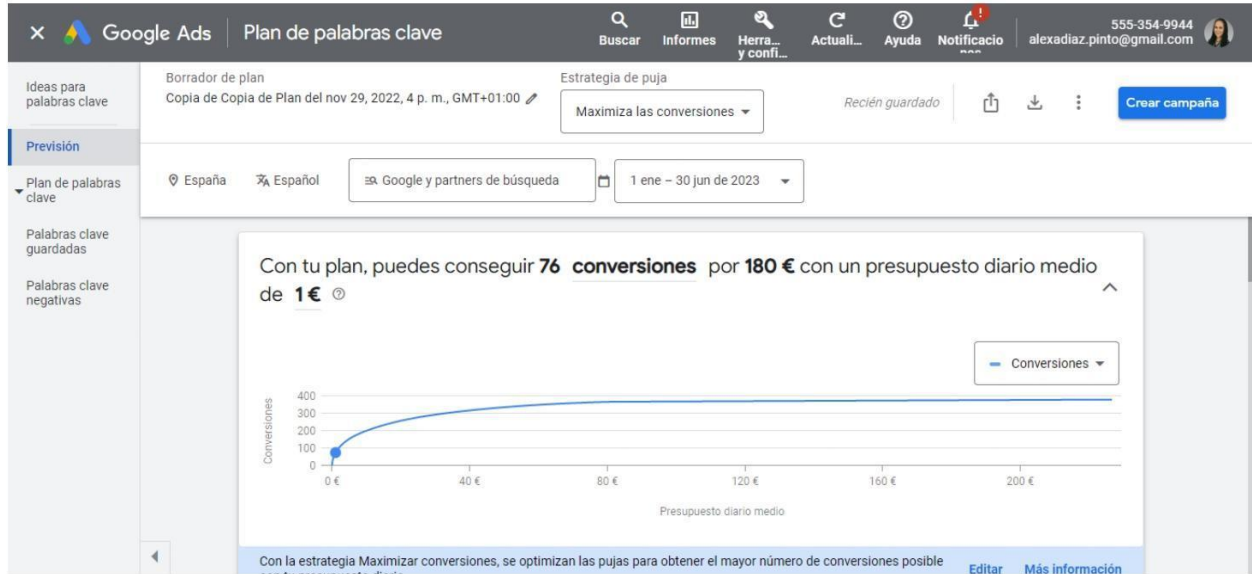 Google Ads
Plan de palabras clave
Buscar
Informes
Herra...
y confi...
Actuali...
Ayuda
Notificacio
555-354-9944
alexadiaz.pinto@gmail.com
Ideas para
palabras clave
Previsión
Plan de palabras
clave
Palabras clave
guardadas
Palabras clave
negativas
Borrador de plan
Copia de Copia de Plan del nov 29, 2022, 4 p. m., GMT+01:00
Estrategia de puja
Maximiza las conversiones
Recién guardado
Crear campaña
España
Español
Google y partners de búsqueda
1 ene – 30 jun de 2023
Con tu plan, puedes conseguir 76 conversiones por 180 € con un presupuesto diario medio
de 1 €
Conversiones
Conversiones
400
300
200
100
0
0 €
40 €
80 €
120 €
160 €
200 €
Presupuesto diario medio
Con la estrategia Maximizar conversiones, se optimizan las pujas para obtener el mayor número de conversiones posible
Editar
Más información